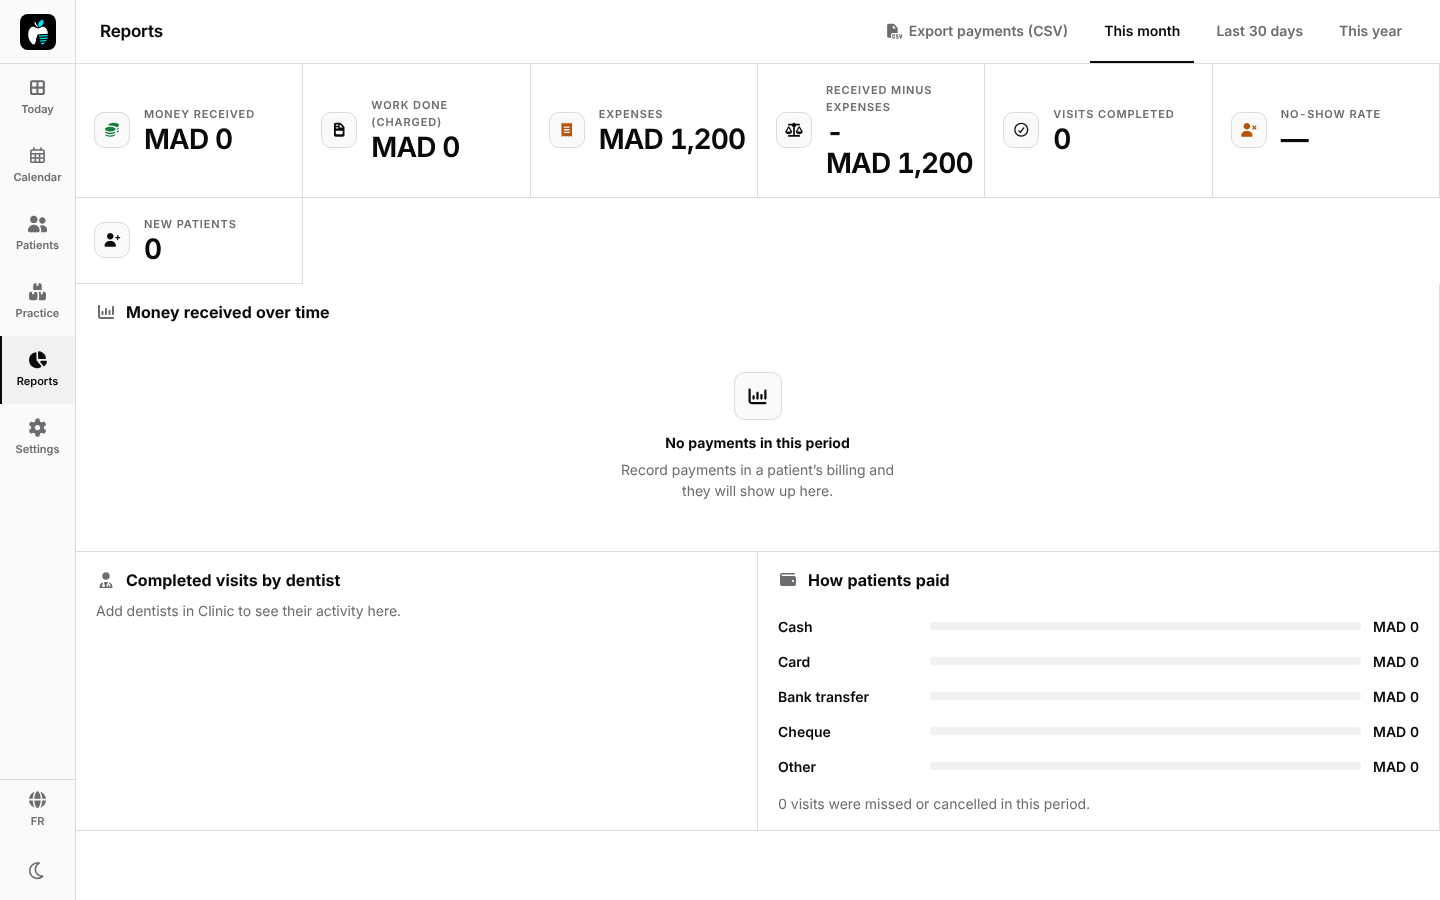 Reports
Export payments (CSV)
This month
Last 30 days
This year
Today
Calendar
Patients
Practice
Reports
Settings
FR
MONEY RECEIVED
MAD 0
WORK DONE
(CHARGED)
MAD 0
EXPENSES
MAD 1,200
RECEIVED MINUS
EXPENSES
-
MAD 1,200
VISITS COMPLETED
0
NO-SHOW RATE
—
NEW PATIENTS
0
Money received over time
No payments in this period
Record payments in a patient’s billing and
they will show up here.
Completed visits by dentist
Add dentists in Clinic to see their activity here.
How patients paid
Cash MAD 0
Card MAD 0
Bank transfer MAD 0
Cheque MAD 0
Other MAD 0
0 visits were missed or cancelled in this period.